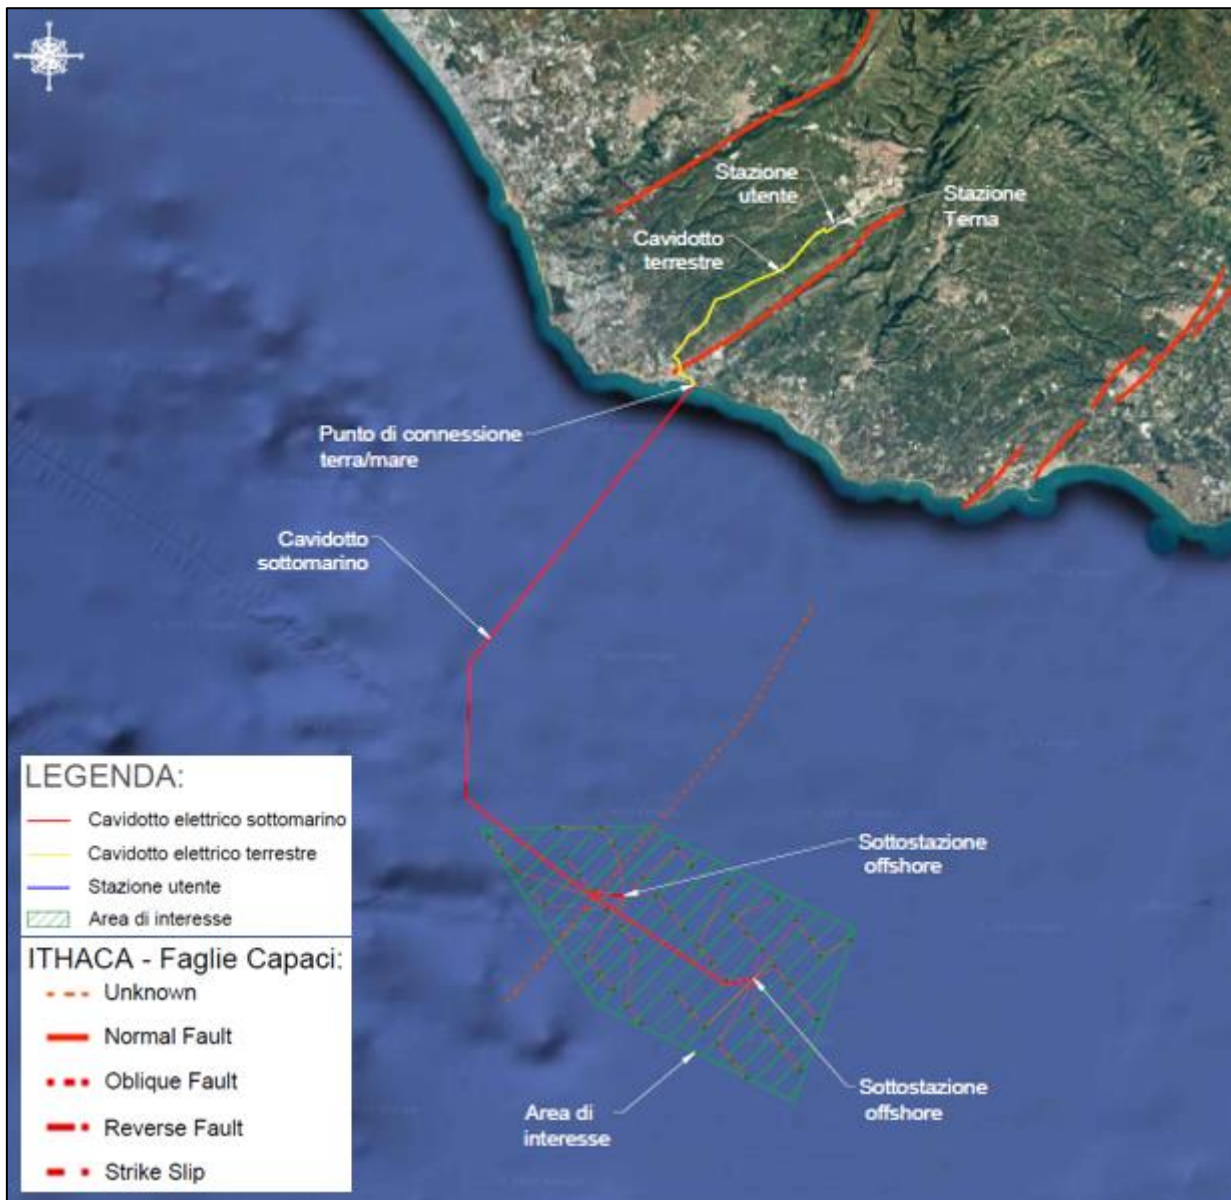 Stazione
utente
Stazione
Terna
Cavidotto
terrestre
Punto di connessione
terra/mare
Cavidotto
sottomarino
Sottostazione
offshore
Sottostazione
offshore
Area di
interesse
LEGENDA:
Cavidotto elettrico sottomarino
Cavidotto elettrico terrestre
Stazione utente
Area di interesse
ITHACA - Faglie Capaci:
Unknown
Normal Fault
Oblique Fault
Reverse Fault
Strike Slip